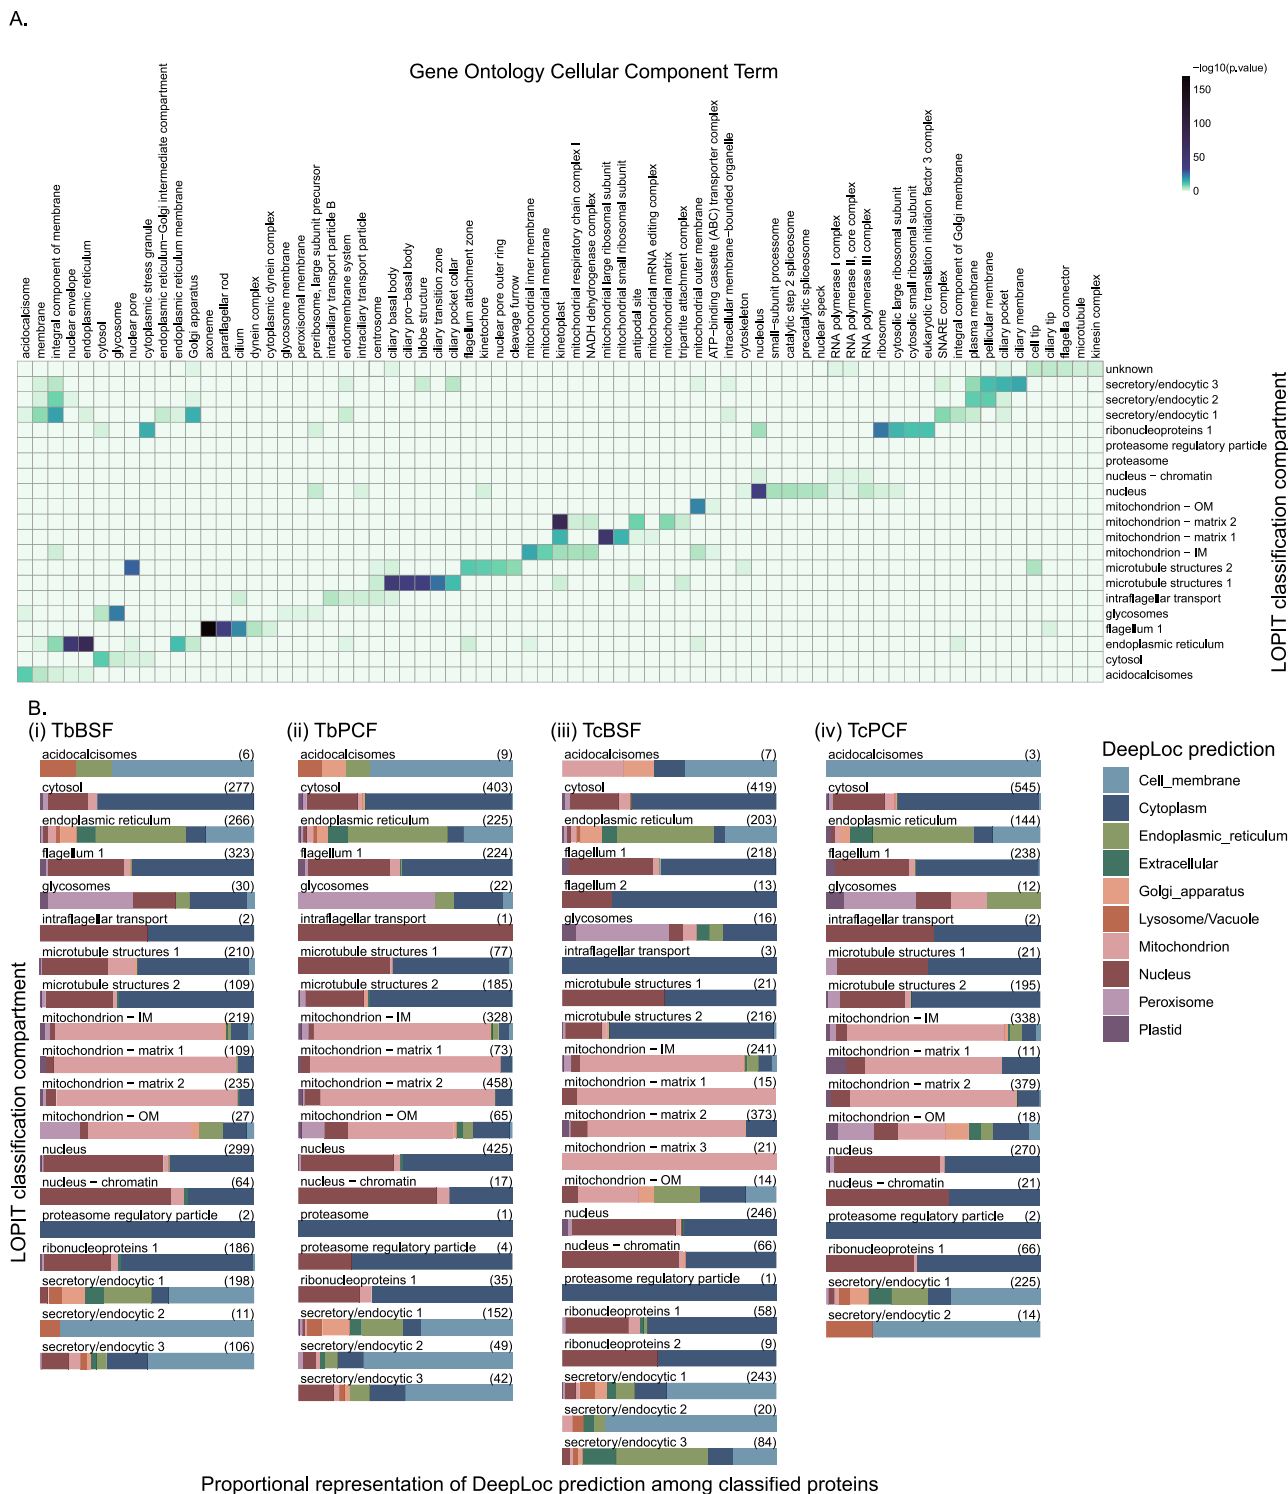 A.
Gene Ontology Cellular Component Term
−log10(p.value)
150
100
50
0
acidocalcisome
membrane
integral component of membrane
nuclear envelope
endoplasmic reticulum
cytosol
glycosome
nuclear pore
cytoplasmic stress granule
endoplasmic reticulum−Golgi intermediate compartment
endoplasmic reticulum membrane
Golgi apparatus
axoneme
paraflagellar rod
cilium
dynein complex
cytoplasmic dynein complex
glycosome membrane
peroxisomal membrane
preribosome, large subunit precursor
intraciliary transport particle B
endomembrane system
intraciliary transport particle
centrosome
ciliary basal body
ciliary pro−basal body
bilobe structure
ciliary transition zone
ciliary pocket collar
flagellum attachment zone
kinetochore
nuclear pore outer ring
cleavage furrow
mitochondrial inner membrane
mitochondrial membrane
kinetoplast
mitochondrial respiratory chain complex I
NADH dehydrogenase complex
mitochondrial large ribosomal subunit
mitochondrial small ribosomal subunit
antipodal site
mitochondrial mRNA editing complex
mitochondrial matrix
tripartite attachment complex
mitochondrial outer membrane
ATP−binding cassette (ABC) transporter complex
intracellular membrane−bounded organelle
cytoskeleton
nucleolus
small−subunit processome
catalytic step 2 spliceosome
precatalytic spliceosome
nuclear speck
RNA polymerase I complex
RNA polymerase II, core complex
RNA polymerase III complex
ribosome
cytosolic large ribosomal subunit
cytosolic small ribosomal subunit
eukaryotic translation initiation factor 3 complex
SNARE complex
integral component of Golgi membrane
plasma membrane
pellicular membrane
ciliary pocket
ciliary membrane
cell tip
ciliary tip
flagella connector
microtubule
kinesin complex
unknown
secretory/endocytic 3
secretory/endocytic 2
secretory/endocytic 1
ribonucleoproteins 1
proteasome regulatory particle
proteasome
nucleus − chromatin
nucleus
mitochondrion − OM
mitochondrion − matrix 2
mitochondrion − matrix 1
mitochondrion − IM
microtubule structures 2
microtubule structures 1
intraflagellar transport
glycosomes
flagellum 1
endoplasmic reticulum
cytosol
acidocalcisomes
LOPIT classification compartment
B.
(i) TbBSF
acidocalcisomes (6)
cytosol (277)
endoplasmic reticulum (266)
flagellum 1 (323)
glycosomes (30)
intraflagellar transport (2)
microtubule structures 1 (210)
microtubule structures 2 (109)
mitochondrion − IM (219)
mitochondrion − matrix 1 (109)
mitochondrion − matrix 2 (235)
mitochondrion − OM (27)
nucleus (299)
nucleus − chromatin (64)
proteasome regulatory particle (2)
ribonucleoproteins 1 (186)
secretory/endocytic 1 (198)
secretory/endocytic 2 (11)
secretory/endocytic 3 (106)
(ii) TbPCF
acidocalcisomes (9)
cytosol (403)
endoplasmic reticulum (225)
flagellum 1 (224)
glycosomes (22)
intraflagellar transport (1)
microtubule structures 1 (77)
microtubule structures 2 (185)
mitochondrion − IM (328)
mitochondrion − matrix 1 (73)
mitochondrion − matrix 2 (458)
mitochondrion − OM (65)
nucleus (425)
nucleus − chromatin (17)
proteasome (1)
proteasome regulatory particle (4)
ribonucleoproteins 1 (35)
secretory/endocytic 1 (152)
secretory/endocytic 2 (49)
secretory/endocytic 3 (42)
(iii) TcBSF
acidocalcisomes (7)
cytosol (419)
endoplasmic reticulum (203)
flagellum 1 (218)
flagellum 2 (13)
glycosomes (16)
intraflagellar transport (3)
microtubule structures 1 (21)
microtubule structures 2 (216)
mitochondrion − IM (241)
mitochondrion − matrix 1 (15)
mitochondrion − matrix 2 (373)
mitochondrion − matrix 3 (21)
mitochondrion − OM (14)
nucleus (246)
nucleus − chromatin (66)
proteasome regulatory particle (1)
ribonucleoproteins 1 (58)
ribonucleoproteins 2 (9)
secretory/endocytic 1 (243)
secretory/endocytic 2 (20)
secretory/endocytic 3 (84)
(iv) TcPCF
acidocalcisomes (3)
cytosol (545)
endoplasmic reticulum (144)
flagellum 1 (238)
glycosomes (12)
intraflagellar transport (2)
microtubule structures 1 (21)
microtubule structures 2 (195)
mitochondrion − IM (338)
mitochondrion − matrix 1 (11)
mitochondrion − matrix 2 (379)
mitochondrion − OM (18)
nucleus (270)
nucleus − chromatin (21)
proteasome regulatory particle (2)
ribonucleoproteins 1 (66)
secretory/endocytic 1 (225)
secretory/endocytic 2 (14)
DeepLoc prediction
Cell_membrane
Cytoplasm
Endoplasmic_reticulum
Extracellular
Golgi_apparatus
Lysosome/Vacuole
Mitochondrion
Nucleus
Peroxisome
Plastid
LOPIT classification compartment
Proportional representation of DeepLoc prediction among classified proteins